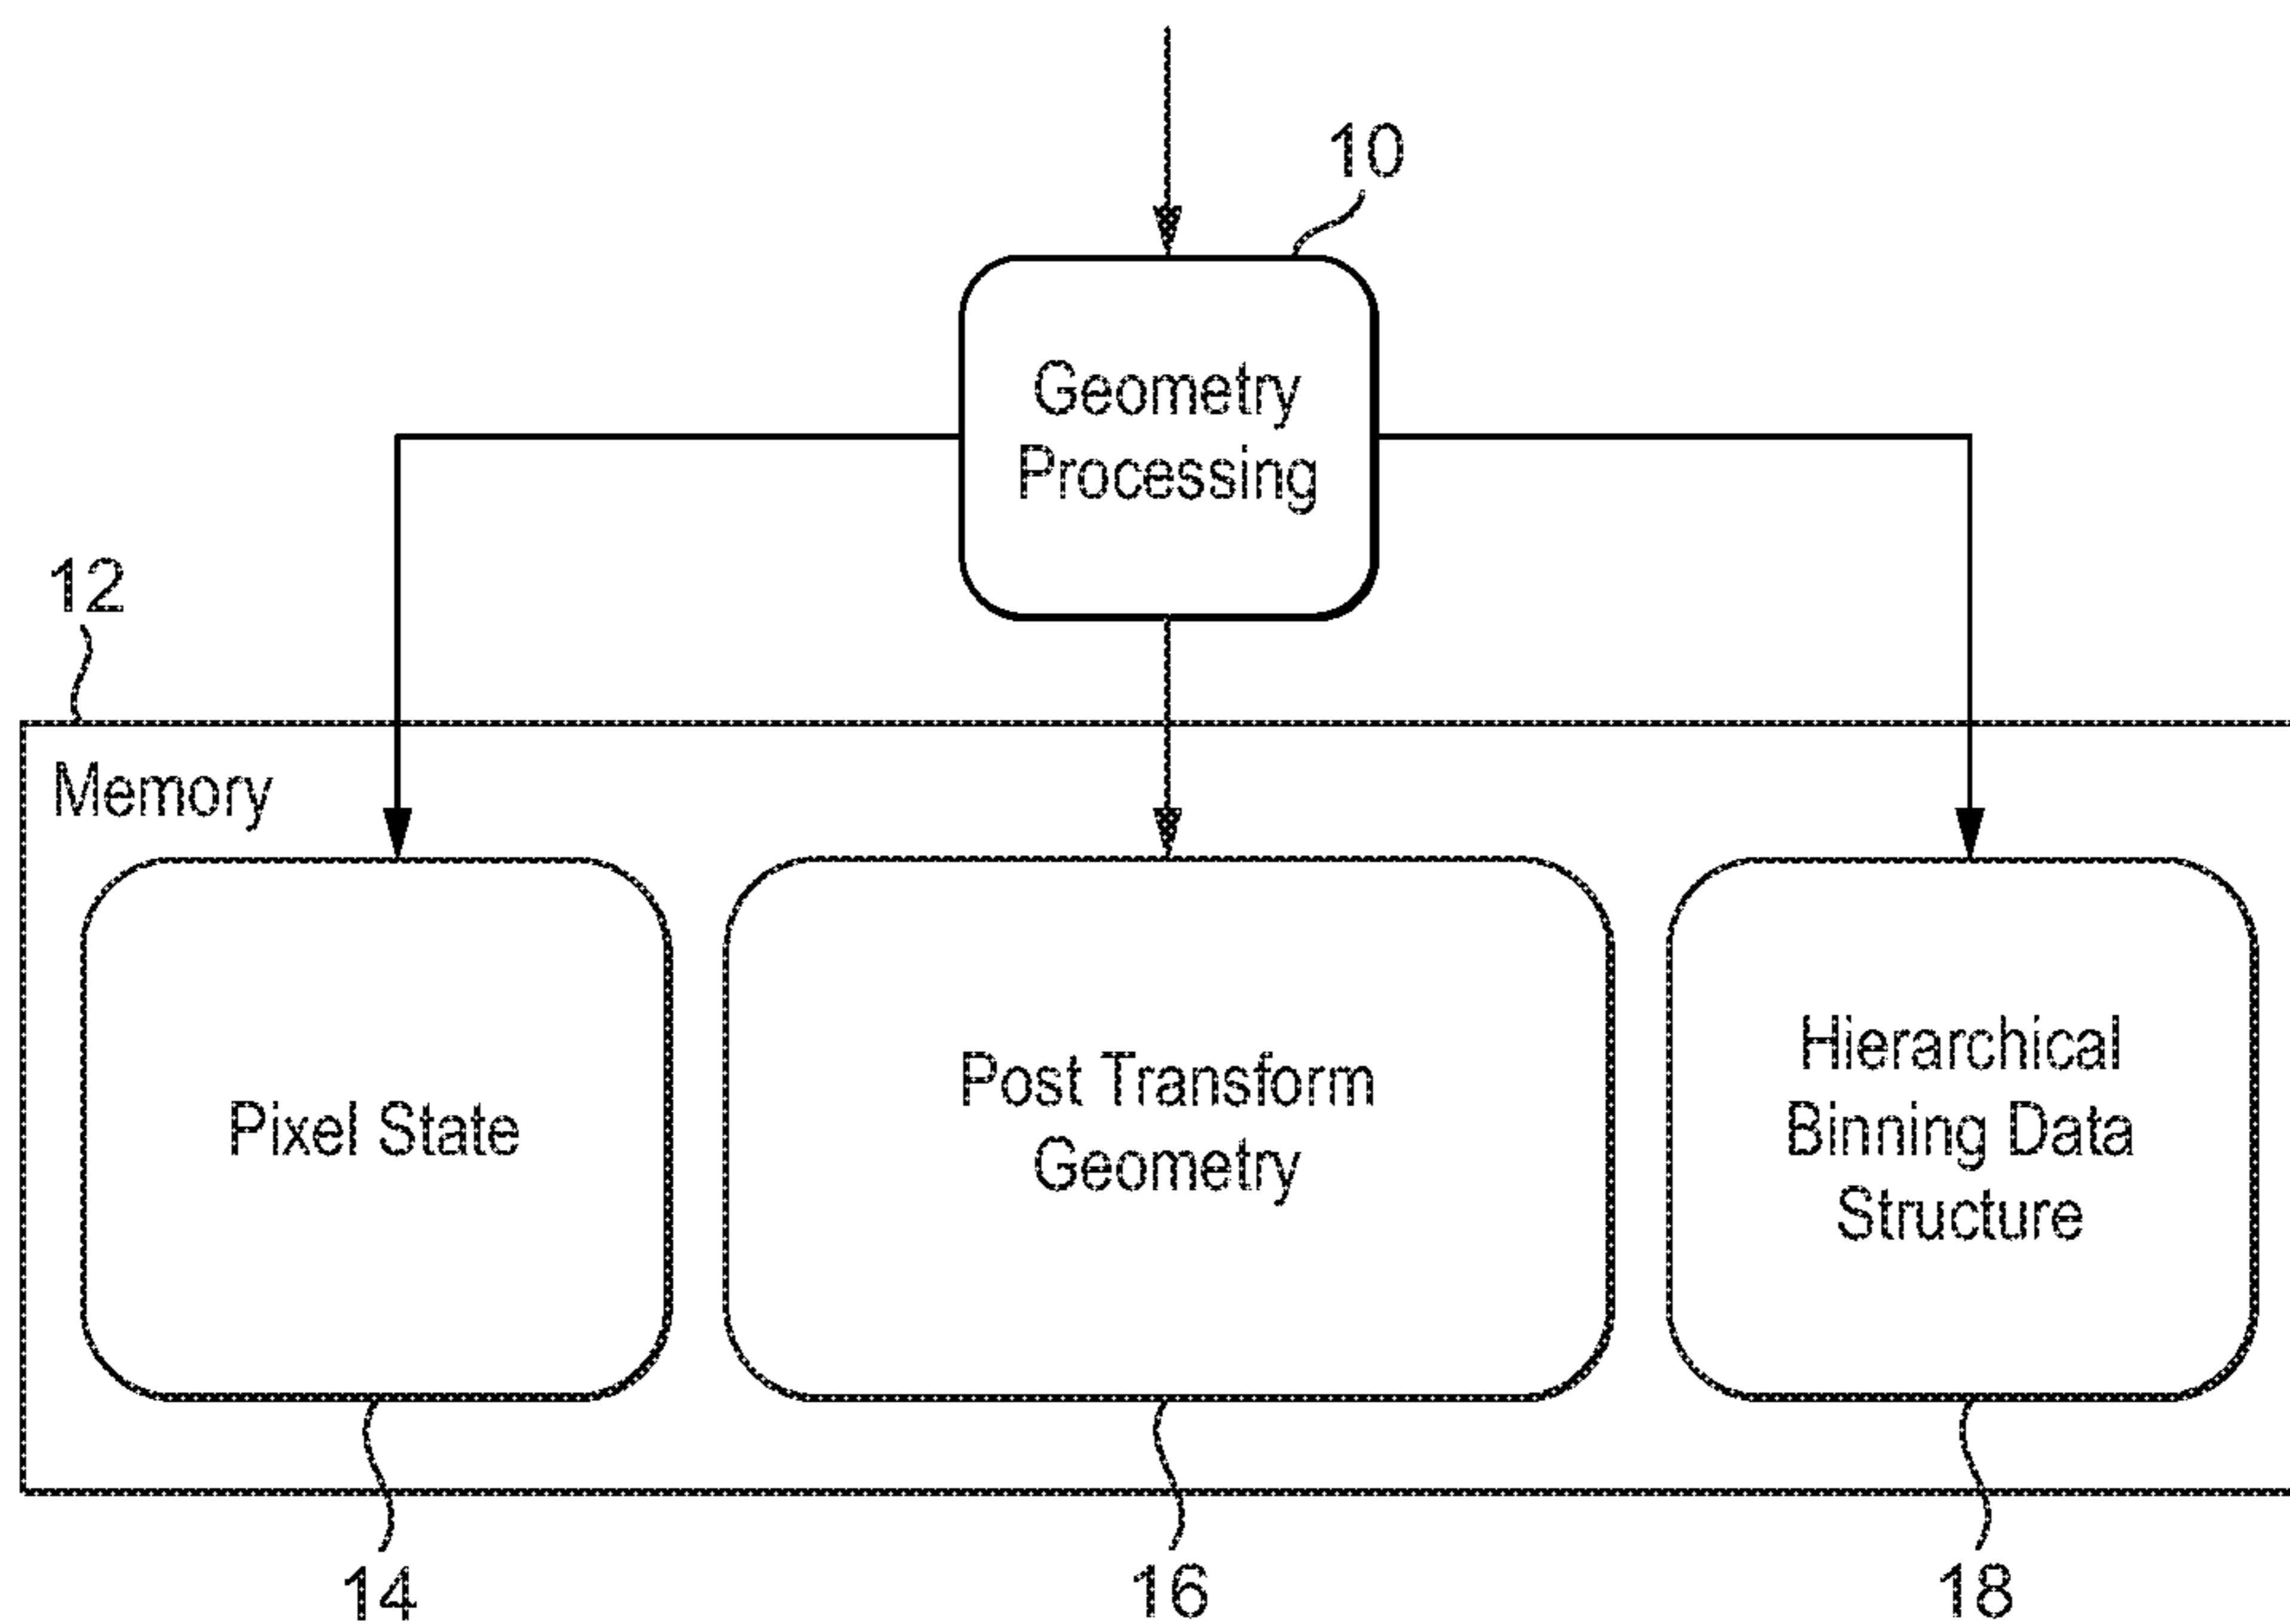 10
Geometry
Processing
12
Memory
Pixel State
Post Transform
Geometry
Hierarchical
Binning Data
Structure
14
16
18